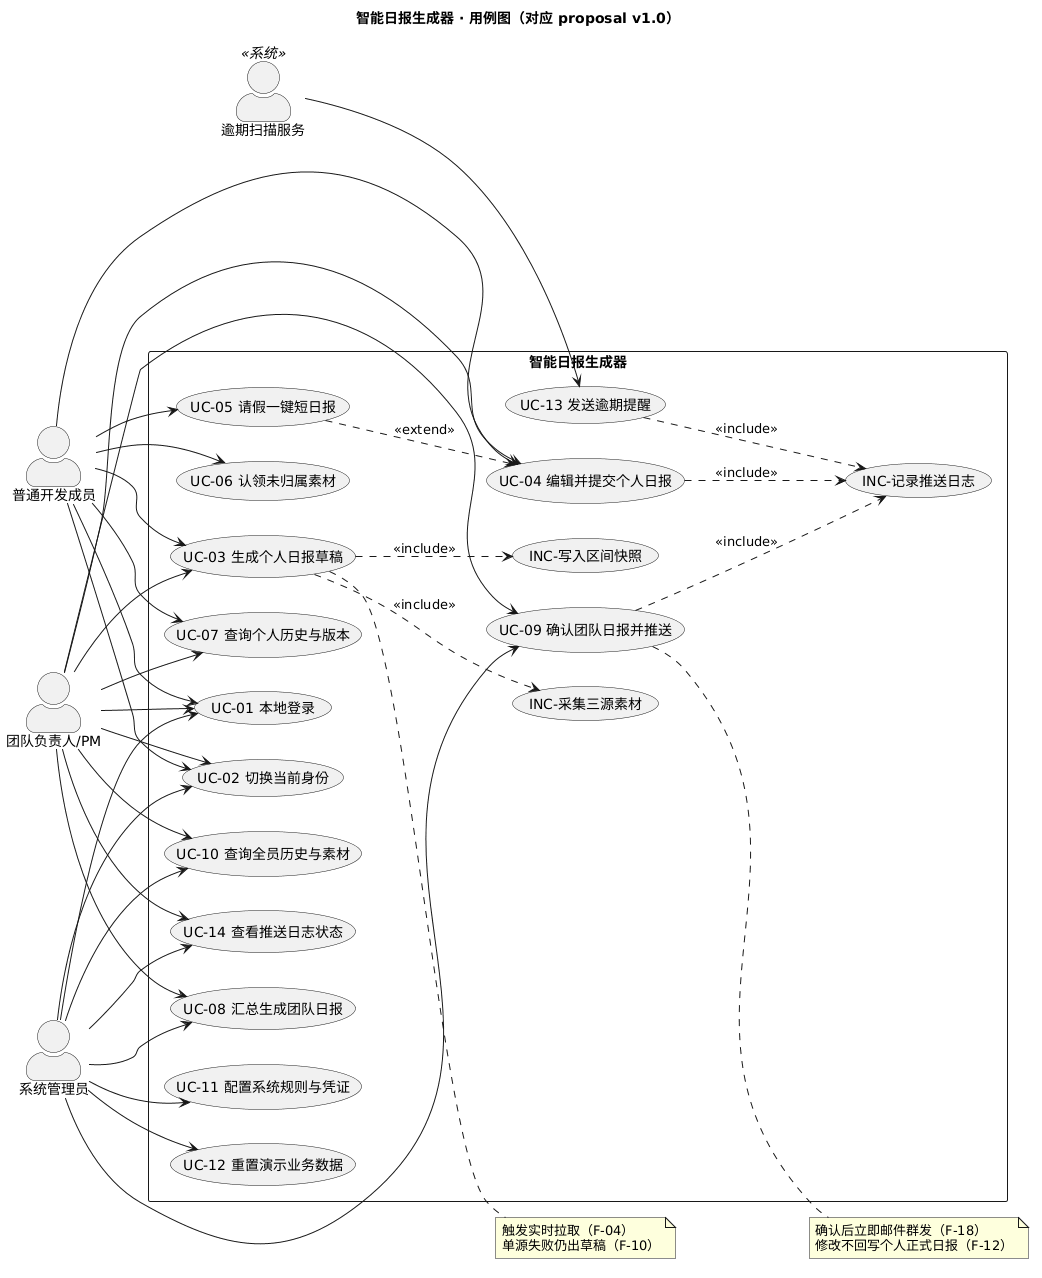 智能日报生成器 · 用例图（对应 proposal v1.0）
«系统»
逾期扫描服务
智能日报生成器
UC-13 发送逾期提醒
UC-05 请假一键短日报
«extend»
«include»
普通开发成员
UC-06 认领未归属素材
UC-04 编辑并提交个人日报
«include»
INC-记录推送日志
UC-03 生成个人日报草稿
«include»
INC-写入区间快照
«include»
«include»
UC-07 查询个人历史与版本
UC-09 确认团队日报并推送
团队负责人/PM
UC-01 本地登录
INC-采集三源素材
UC-02 切换当前身份
UC-10 查询全员历史与素材
UC-14 查看推送日志状态
UC-08 汇总生成团队日报
系统管理员
UC-11 配置系统规则与凭证
UC-12 重置演示业务数据
触发实时拉取（F-04）
单源失败仍出草稿（F-10）
确认后立即邮件群发（F-18）
修改不回写个人正式日报（F-12）